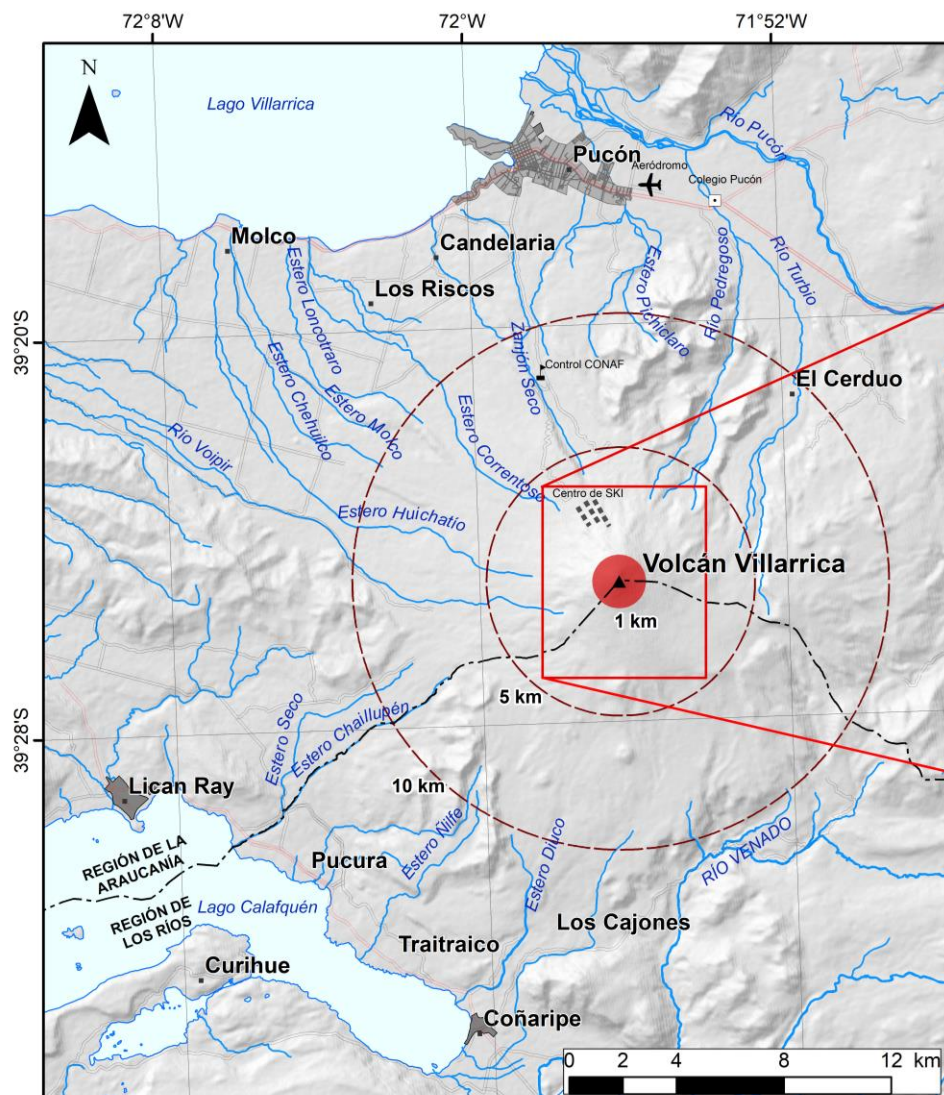 72°8'W
72°0'W
71°52'W
N
Lago Villarrica
Río Pucón
Pucón
Aeródromo
Colegio Pucón
Molco
Candelaria
Los Riscos
Estero Loncotraro
Estero Pichiclaro
Río Pedregoso
Río Turbio
39°20'S
Zanjón Seco
Control CONAF
El Cerduo
Estero Chehuilco
Estero Molco
Estero Correntoso
Río Voipir
Estero Huichatío
Centro de SKI
Volcán Villarrica
1 km
5 km
39°28'S
Estero Seco
Estero Chaillupén
10 km
Lican Ray
Estero Ñilfe
Estero Diuco
RÍO VENADO
Pucura
REGIÓN DE LA
ARAUCANÍA
REGIÓN DE
LOS RÍOS
Lago Calafquén
Traitraico
Los Cajones
Curihue
Coñaripe
0 2 4 8 12 km